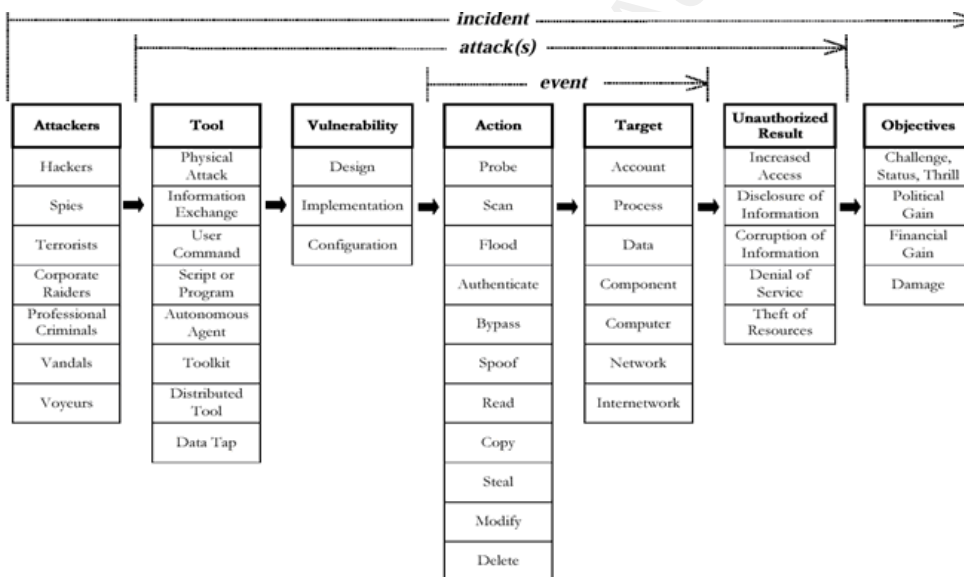 incident
attack(s)
event
Attackers
Hackers
Spies
Terrorists
Corporate
Raiders
Professional
Criminals
Vandals
Voyeurs
Tool
Physical
Attack
Information
Exchange
User
Command
Script or
Program
Autonomous
Agent
Toolkit
Distributed
Tool
Data Tap
Vulnerability
Design
Implementation
Configuration
Action
Probe
Scan
Flood
Authenticate
Bypass
Spoof
Read
Copy
Steal
Modify
Delete
Target
Account
Process
Data
Component
Computer
Network
Internetwork
Unauthorized
Result
Increased
Access
Disclosure of
Information
Corruption of
Information
Denial of
Service
Theft of
Resources
Objectives
Challenge,
Status, Thrill
Political
Gain
Financial
Gain
Damage